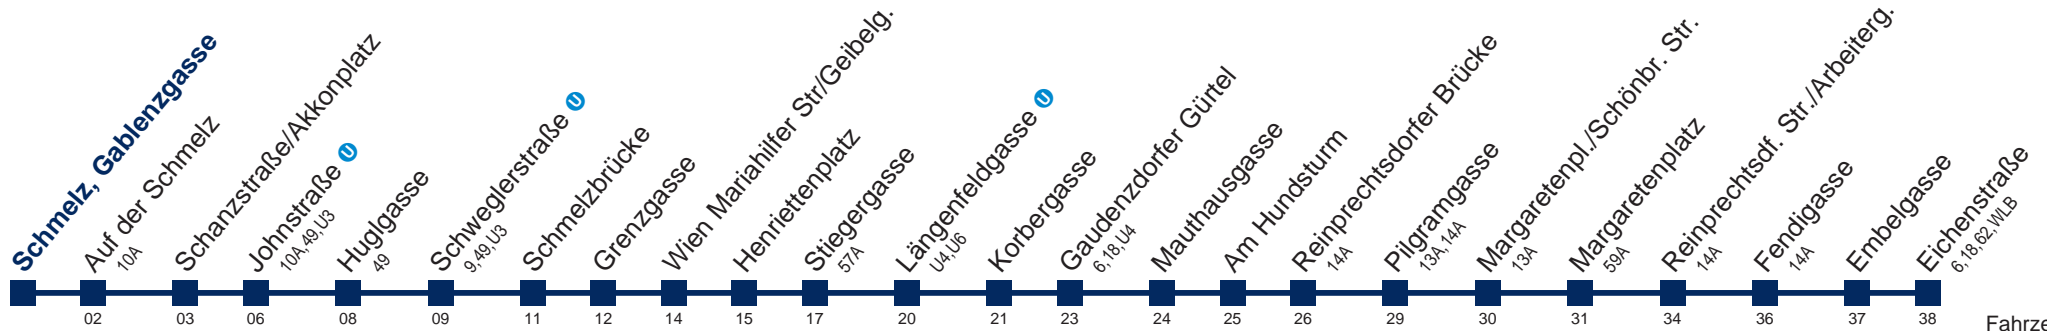 Schmelz, Gablenzgasse
Auf der Schmelz
10A
02
Schanzstraße/Akkonplatz
03
Johnstraße U
10A,49,U3
06
Huglgasse
49
08
Schweglerstraße U
9,49,U3
09
Schmelzbrücke
11
Grenzgasse
12
Wien Mariahilfer Str/Geibelg.
14
Henriettenplatz
15
Stiegergasse
57A
17
Längenfeldgasse U
U4,U6
20
Korbergasse
21
Gaudenzdorfer Gürtel
6,18,U4
23
Mauthausgasse
24
Am Hundsturm
25
Reinprechtsdorfer Brücke
14A
26
Pilgramgasse
13A,14A
29
Margaretenpl./Schönbr. Str.
13A
30
Margaretenplatz
59A
31
Reinprechtsdf. Str./Arbeiterg.
14A
34
Fendigasse
14A
36
Embelgasse
37
Eichenstraße
6,18,62,WLB
38
Fahrze